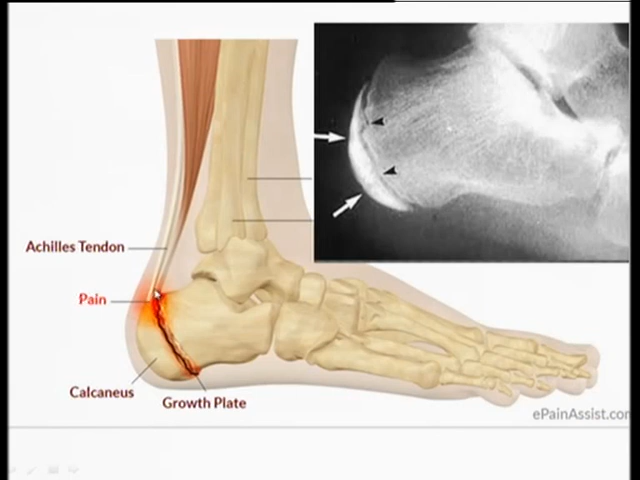 Achilles Tendon
Pain
Calcaneus
Growth Plate
ePainAssist.com